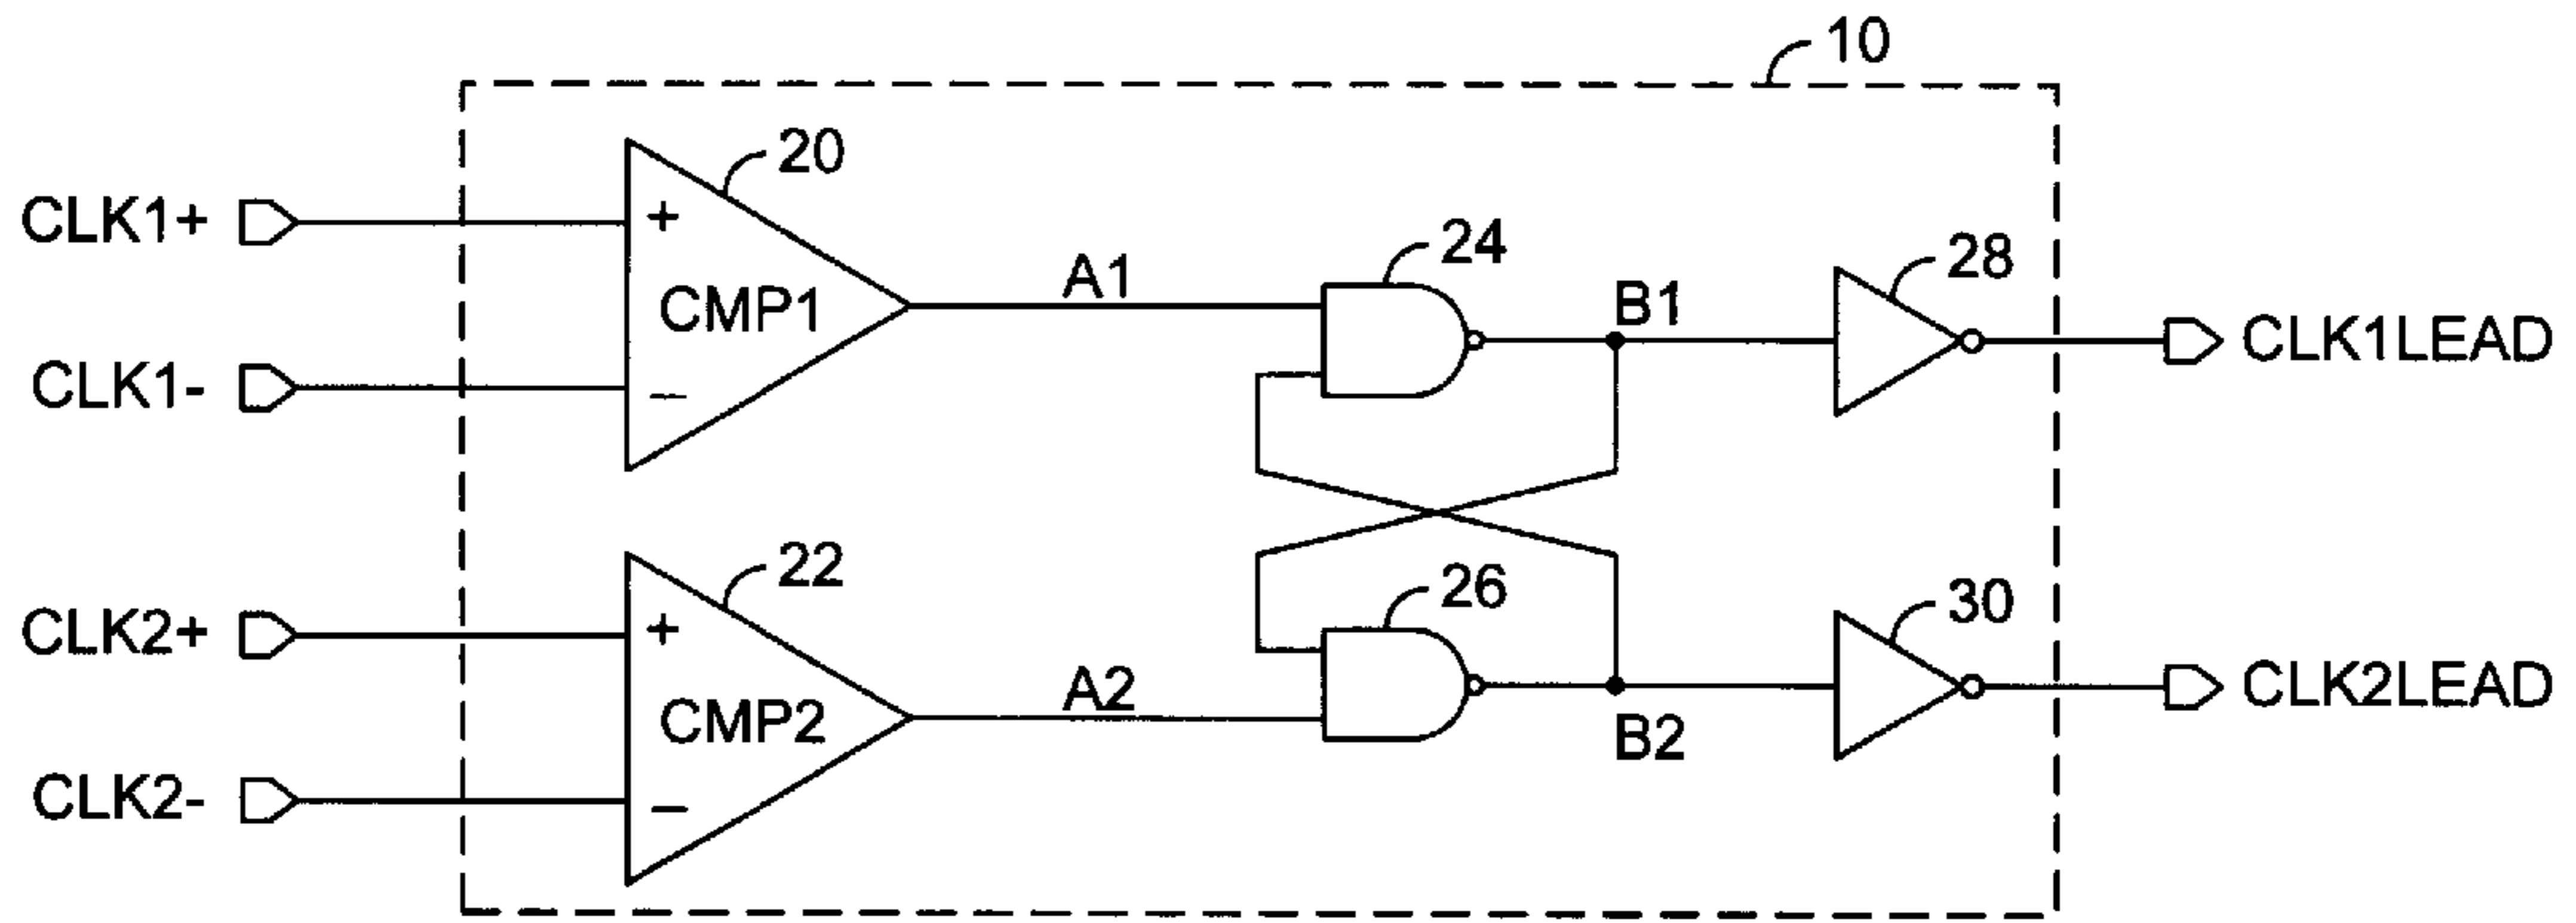 10
20
CLK1+
+
24
A1
28
CMP1
B1
CLK1LEAD
CLK1-
−
22
26
30
CLK2+
+
A2
CLK2LEAD
CMP2
B2
CLK2-
−